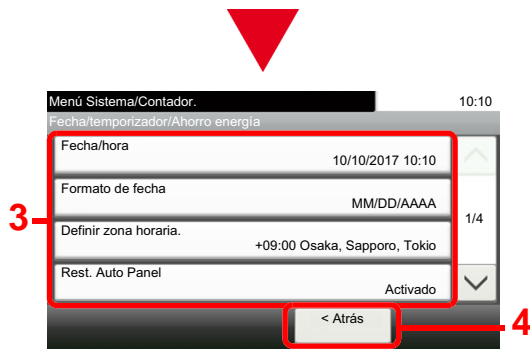 Menú Sistema/Contador.
10:10
Fecha/temporizador/Ahorro energía
Fecha/hora
10/10/2017 10:10
Formato de fecha
MM/DD/AAAA
3
1/4
Definir zona horaria.
+09:00 Osaka, Sapporo, Tokio
Rest. Auto Panel
Activado
< Atrás
4